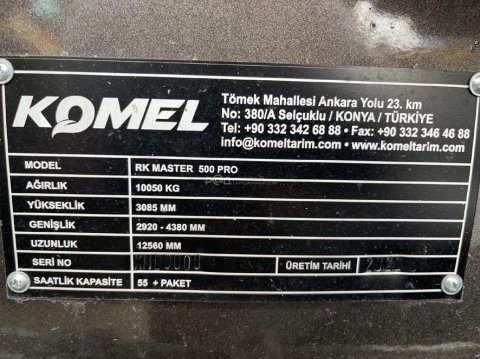 KOMEL
Tömek Mahallesi Ankara Yolu 23. km
No: 380/A Selçuklu / KONYA / TÜRKİYE
Tel: +90 332 342 68 88 • Fax: +90 332 346 46 88
info@komeltarim.com • www.komeltarim.com
MODEL RK MASTER 500 PRO
AĞIRLIK 10050 KG
YÜKSEKLİK 3085 MM
GENİŞLİK 2920 - 4380 MM
UZUNLUK 12560 MM
SERİ NO ÜRETİM TARİHİ
SAATLİK KAPASİTE 55 + PAKET